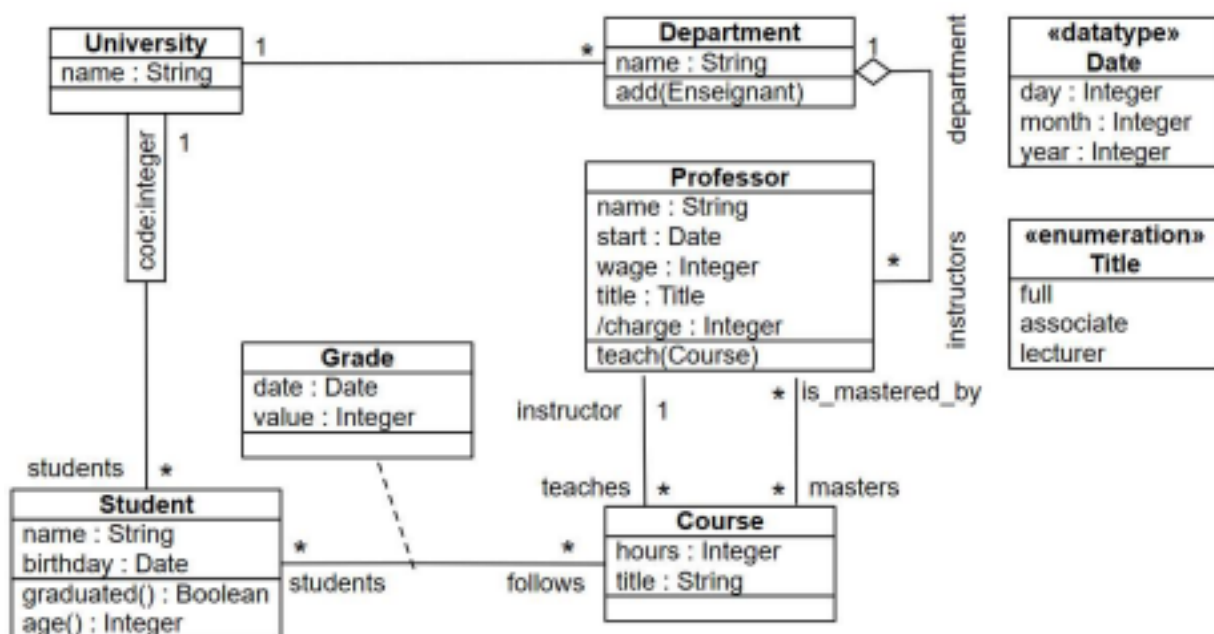 University
name : String
1
*
Department
name : String
add(Enseignant)
1
department
«datatype»
Date
day : Integer
month : Integer
year : Integer
code:integer
1
Professor
name : String
start : Date
wage : Integer
title : Title
/charge : Integer
teach(Course)
*
instructors
«enumeration»
Title
full
associate
lecturer
Grade
date : Date
value : Integer
instructor
1
*
is_mastered_by
students
*
teaches
*
*
masters
Student
name : String
birthday : Date
graduated() : Boolean
age() : Integer
*
students
*
follows
Course
hours : Integer
title : String